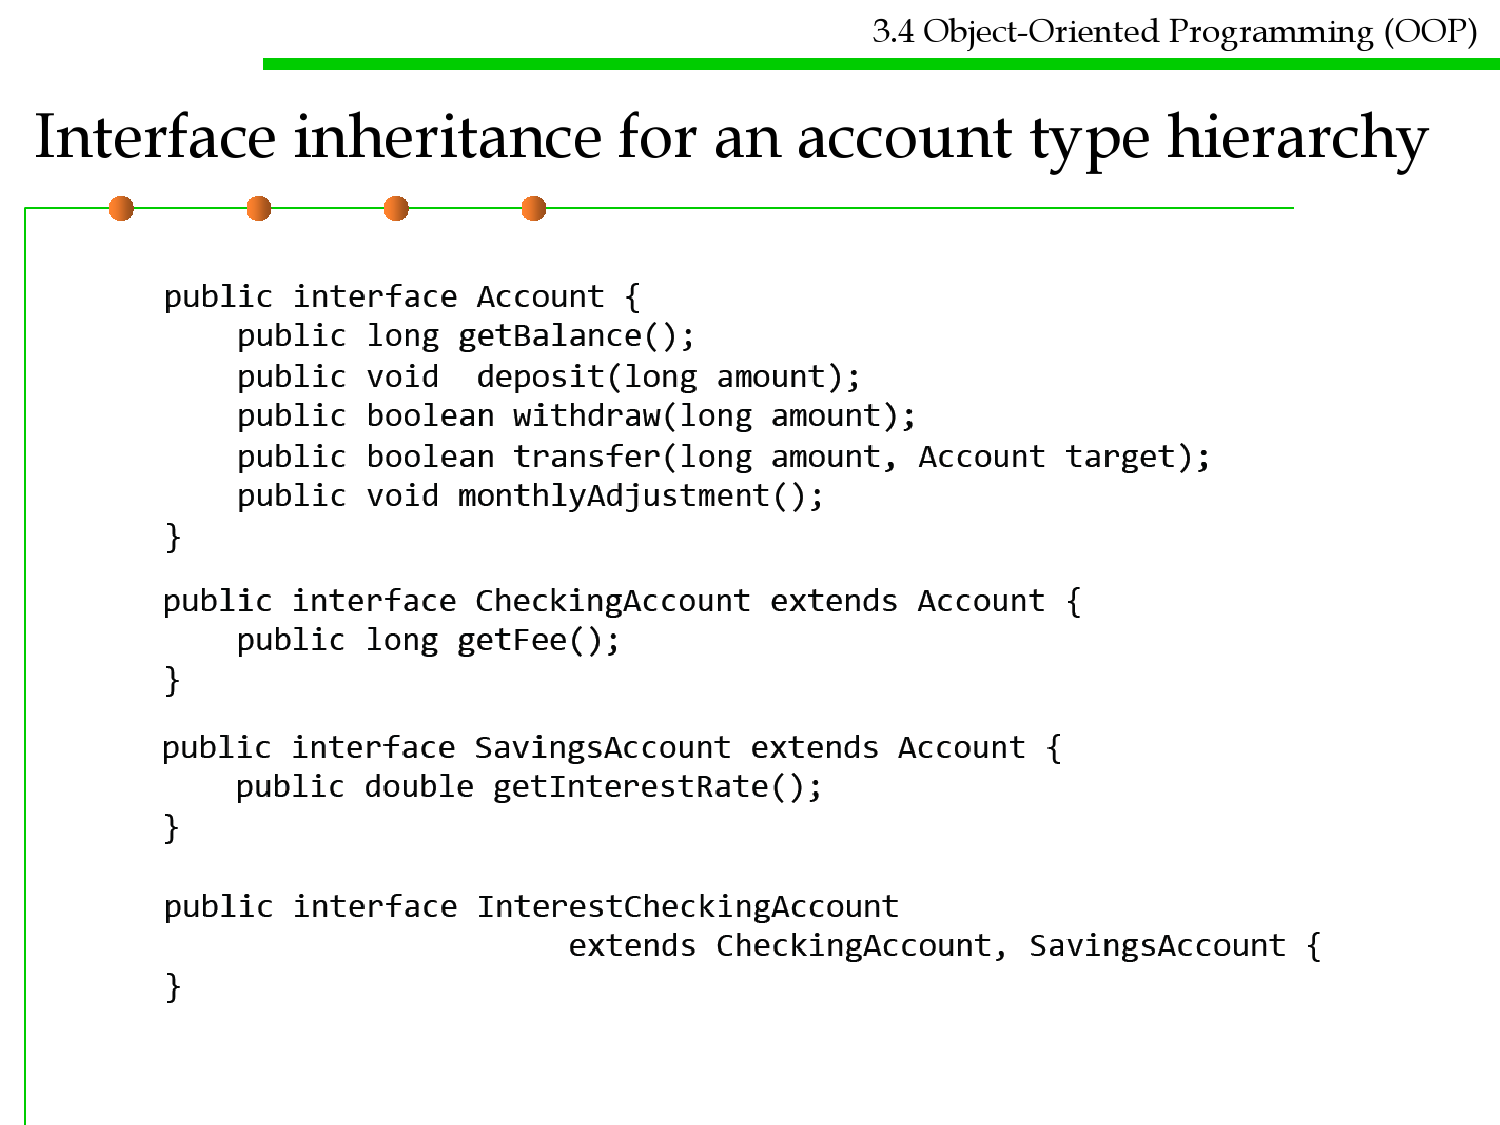 3.4 Object-Oriented Programming (OOP)
Interface inheritance for an account type hierarchy
public interface Account {
    public long getBalance();
    public void  deposit(long amount);
    public boolean withdraw(long amount);
    public boolean transfer(long amount, Account target);
    public void monthlyAdjustment();
}
public interface CheckingAccount extends Account {
    public long getFee();
}
public interface SavingsAccount extends Account {
    public double getInterestRate();
}
public interface InterestCheckingAccount
                      extends CheckingAccount, SavingsAccount {
}